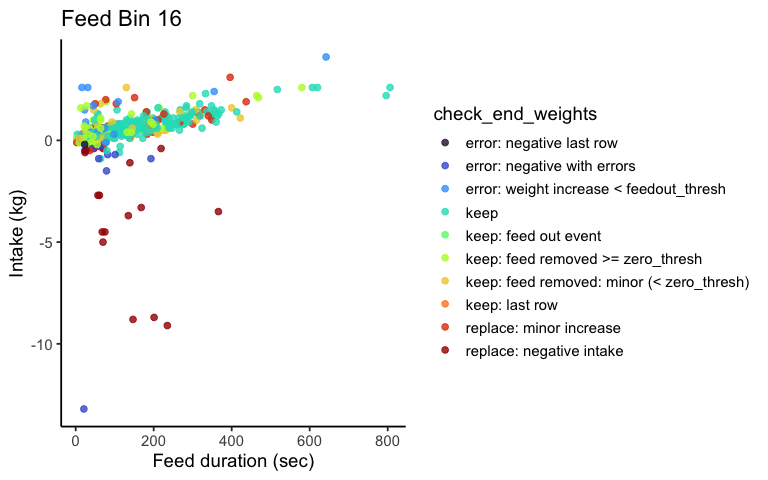 Feed Bin 16
Intake (kg)
0
-5
-10
0
200
400
600
800
Feed duration (sec)
check_end_weights
error: negative last row
error: negative with errors
error: weight increase < feedout_thresh
keep
keep: feed out event
keep: feed removed >= zero_thresh
keep: feed removed: minor (< zero_thresh)
keep: last row
replace: minor increase
replace: negative intake